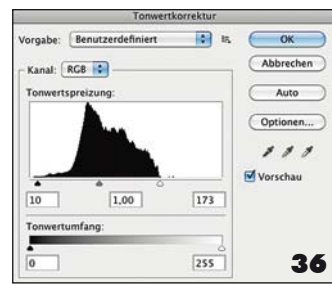 Tonwertkorrektur
Vorgabe: Benutzerdefiniert
OK
Abbrechen
Kanal: RGB
Auto
Tonwertspreizung:
Optionen...
Vorschau
10 1,00 173
Tonwertumfang:
0 255
36